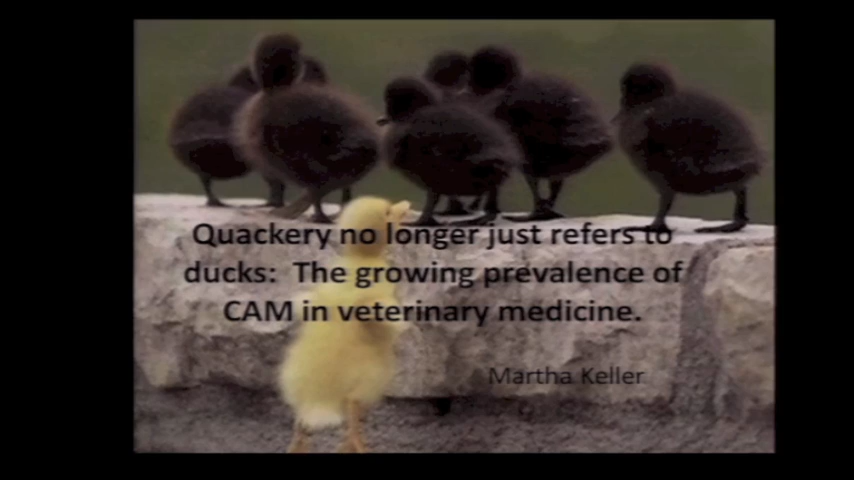 Quackery no longer just refers to
ducks: The growing prevalence of
CAM in veterinary medicine.
Martha Keller